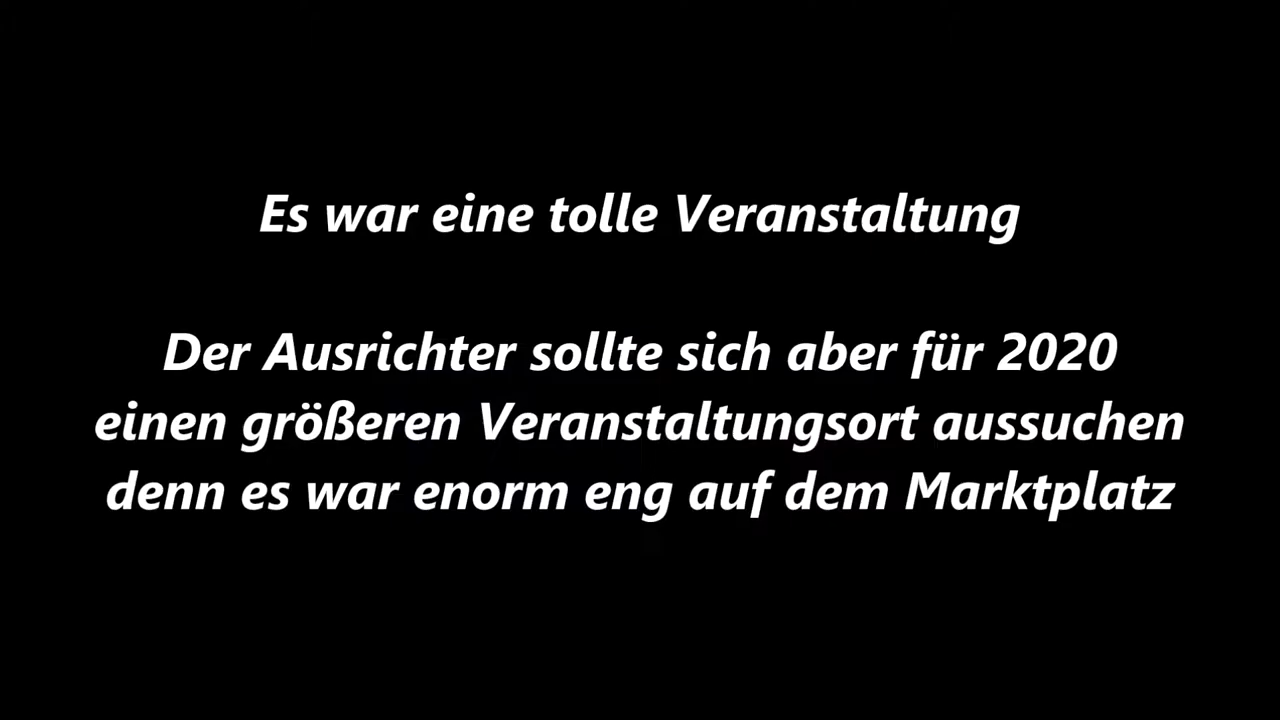 Es war eine tolle Veranstaltung
Der Ausrichter sollte sich aber für 2020
einen größeren Veranstaltungsort aussuchen
denn es war enorm eng auf dem Marktplatz